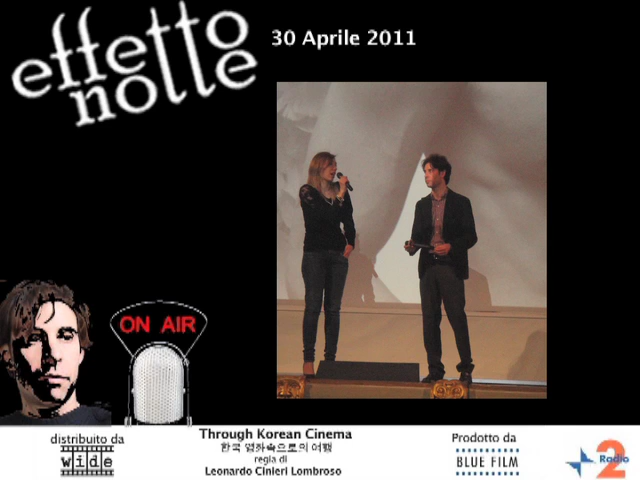 effetto
notte
30 Aprile 2011
ON AIR
distribuito da
wide
Through Korean Cinema
한국 영화속으로의 여행
regia di
Leonardo Cinieri Lombroso
Prodotto da
BLUE FILM
Radio
2